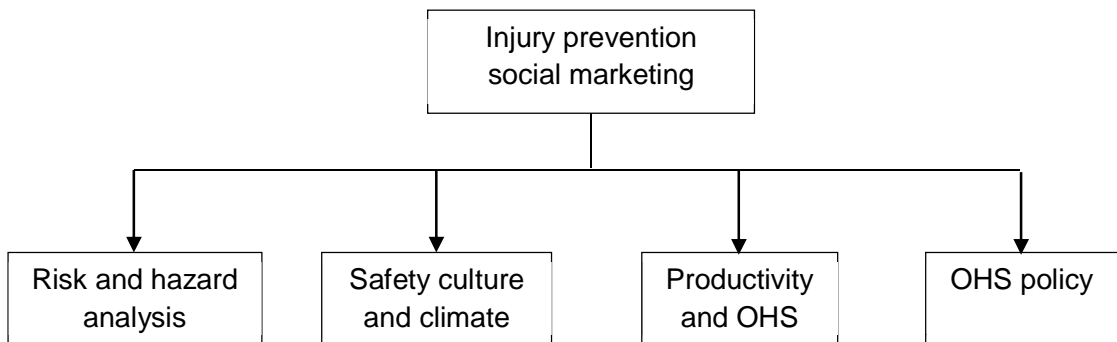 Injury prevention
social marketing
Risk and hazard
analysis
Safety culture
and climate
Productivity
and OHS
OHS policy